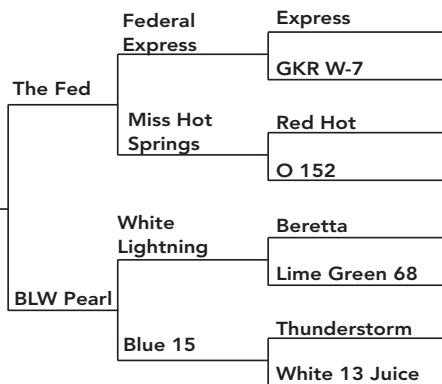 Federal
Express
Express
GKR W-7
The Fed
Miss Hot
Springs
Red Hot
O 152
White
Lightning
Beretta
Lime Green 68
BLW Pearl
Blue 15
Thunderstorm
White 13 Juice